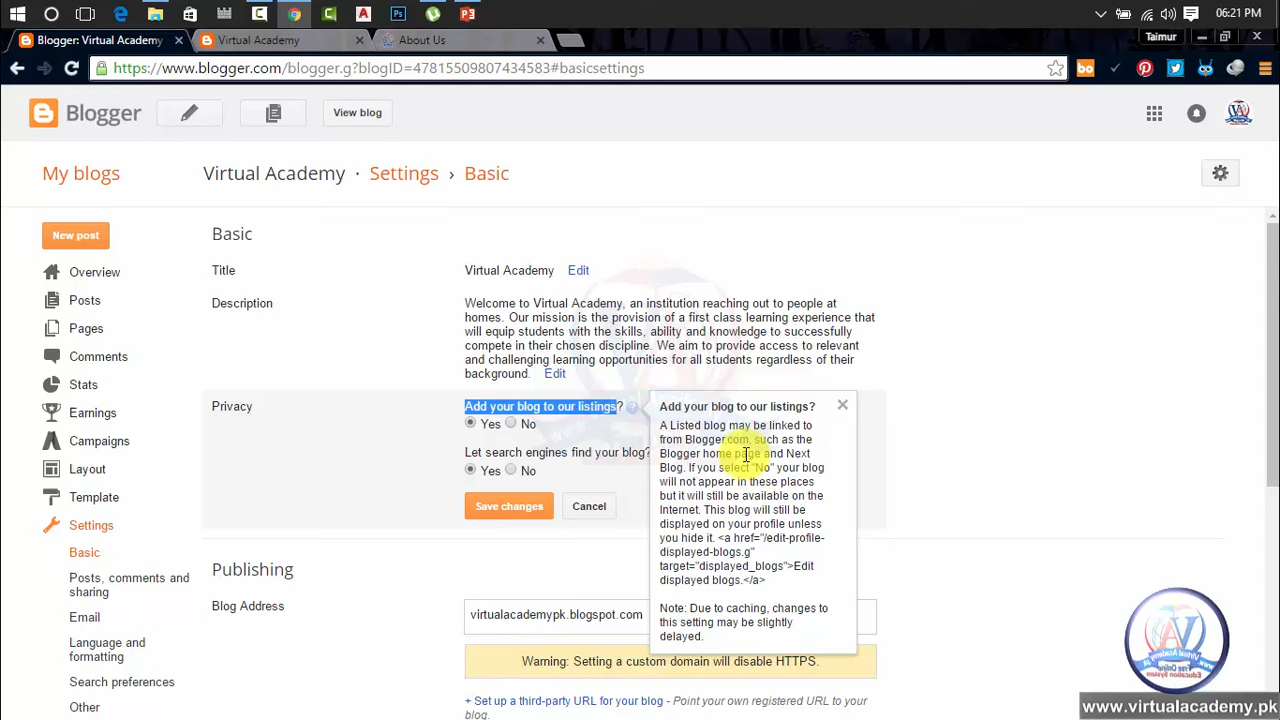 06:21 PM
Blogger: Virtual Academy
Virtual Academy
About Us
Taimur
https://www.blogger.com/blogger.g?blogID=47815509807434583#basicsettings
Blogger
View blog
My blogs
Virtual Academy · Settings › Basic
New post
Overview
Posts
Pages
Comments
Stats
Earnings
Campaigns
Layout
Template
Settings
Basic
Posts, comments and
sharing
Email
Language and
formatting
Search preferences
Other
Basic
Title
Virtual Academy Edit
Description
Welcome to Virtual Academy, an institution reaching out to people at
homes. Our mission is the provision of a first class learning experience that
will equip students with the skills, ability and knowledge to successfully
compete in their chosen discipline. We aim to provide access to relevant
and challenging learning opportunities for all students regardless of their
background. Edit
Privacy
Add your blog to our listings? ?
Yes No
Let search engines find your blog?
Yes No
Save changes
Cancel
Add your blog to our listings?
A Listed blog may be linked to
from Blogger.com, such as the
Blogger home page and Next
Blog. If you select "No" your blog
will not appear in these places
but it will still be available on the
Internet. This blog will still be
displayed on your profile unless
you hide it. <a href="/edit-profile-
displayed-blogs.g"
target="displayed_blogs">Edit
displayed blogs.</a>
Note: Due to caching, changes to
this setting may be slightly
delayed.
Publishing
Blog Address
virtualacademypk.blogspot.com
Warning: Setting a custom domain will disable HTTPS.
+ Set up a third-party URL for your blog - Point your own registered URL to your
blog.
www.virtualacademy.pk